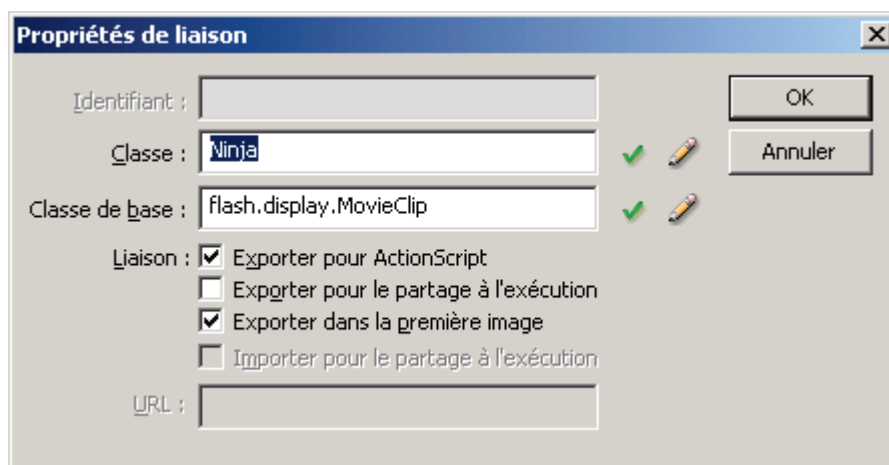 Propriétés de liaison
Identifiant :
OK
Classe : Ninja
Annuler
Classe de base : flash.display.MovieClip
Liaison : Exporter pour ActionScript
Exporter pour le partage à l'exécution
Exporter dans la première image
Importer pour le partage à l'exécution
URL :